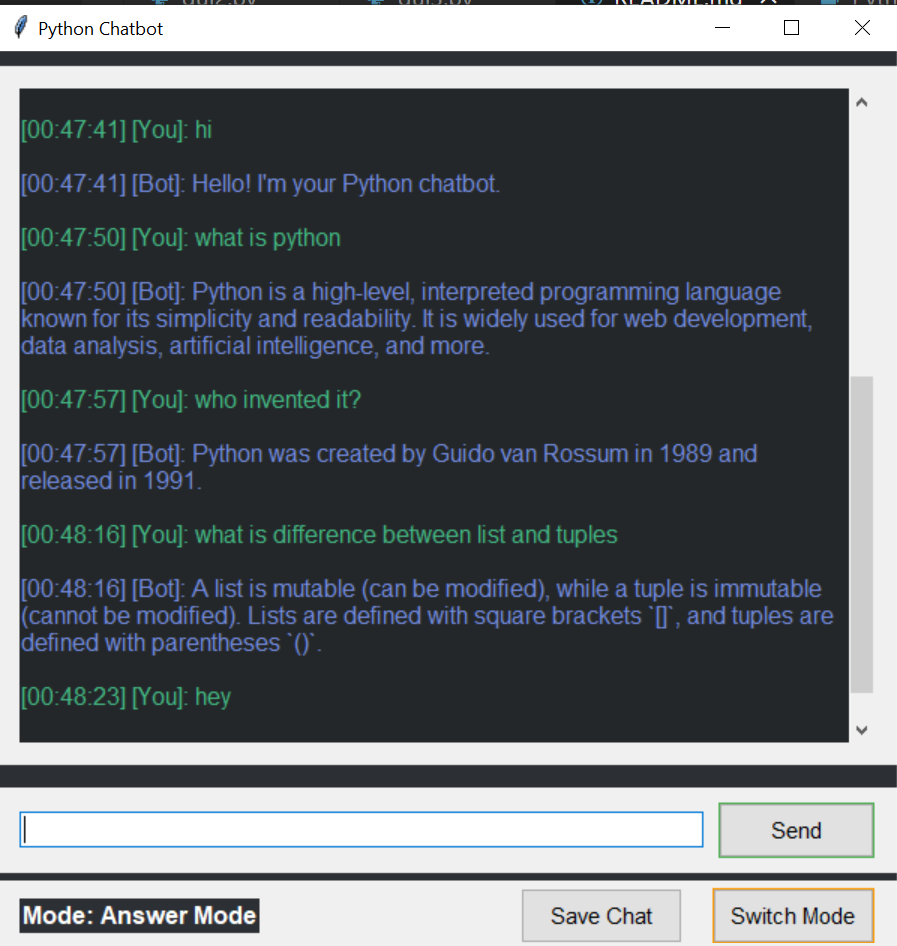 README.md
Python Chatbot
[00:47:41] [You]: hi
[00:47:41] [Bot]: Hello! I'm your Python chatbot.
[00:47:50] [You]: what is python
[00:47:50] [Bot]: Python is a high-level, interpreted programming language
known for its simplicity and readability. It is widely used for web development,
data analysis, artificial intelligence, and more.
[00:47:57] [You]: who invented it?
[00:47:57] [Bot]: Python was created by Guido van Rossum in 1989 and
released in 1991.
[00:48:16] [You]: what is difference between list and tuples
[00:48:16] [Bot]: A list is mutable (can be modified), while a tuple is immutable
(cannot be modified). Lists are defined with square brackets `[]`, and tuples are
defined with parentheses `()`.
[00:48:23] [You]: hey
Send
Mode: Answer Mode
Save Chat
Switch Mode